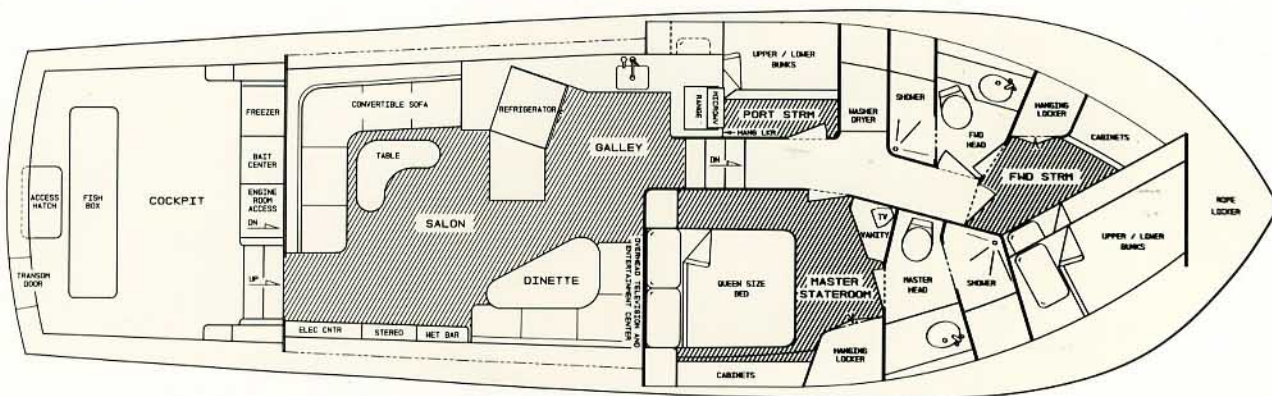 ACCESS
HATCH
FISH
BOX
TRANSOM
DOOR
COCKPIT
FREEZER
BAIT
CENTER
ENGINE
ROOM
ACCESS
DN
UP
CONVERTIBLE SOFA
TABLE
SALON
ELEC CNTR
STEREO
WET BAR
REFRIGERATOR
GALLEY
DINETTE
OVERHEAD TELEVISION AND
ENTERTAINMENT CENTER
RANGE
MICROWAV
UPPER / LOWER
BUNKS
PORT STRM
HANG LKR
DN
WASHER
DRYER
SHOWER
FWD
HEAD
HANGING
LOCKER
CABINETS
FWD STRM
QUEEN SIZE
BED
MASTER
STATEROOM
TV
VANITY
MASTER
HEAD
SHOWER
HANGING
LOCKER
CABINETS
UPPER / LOWER
BUNKS
ROPE
LOCKER